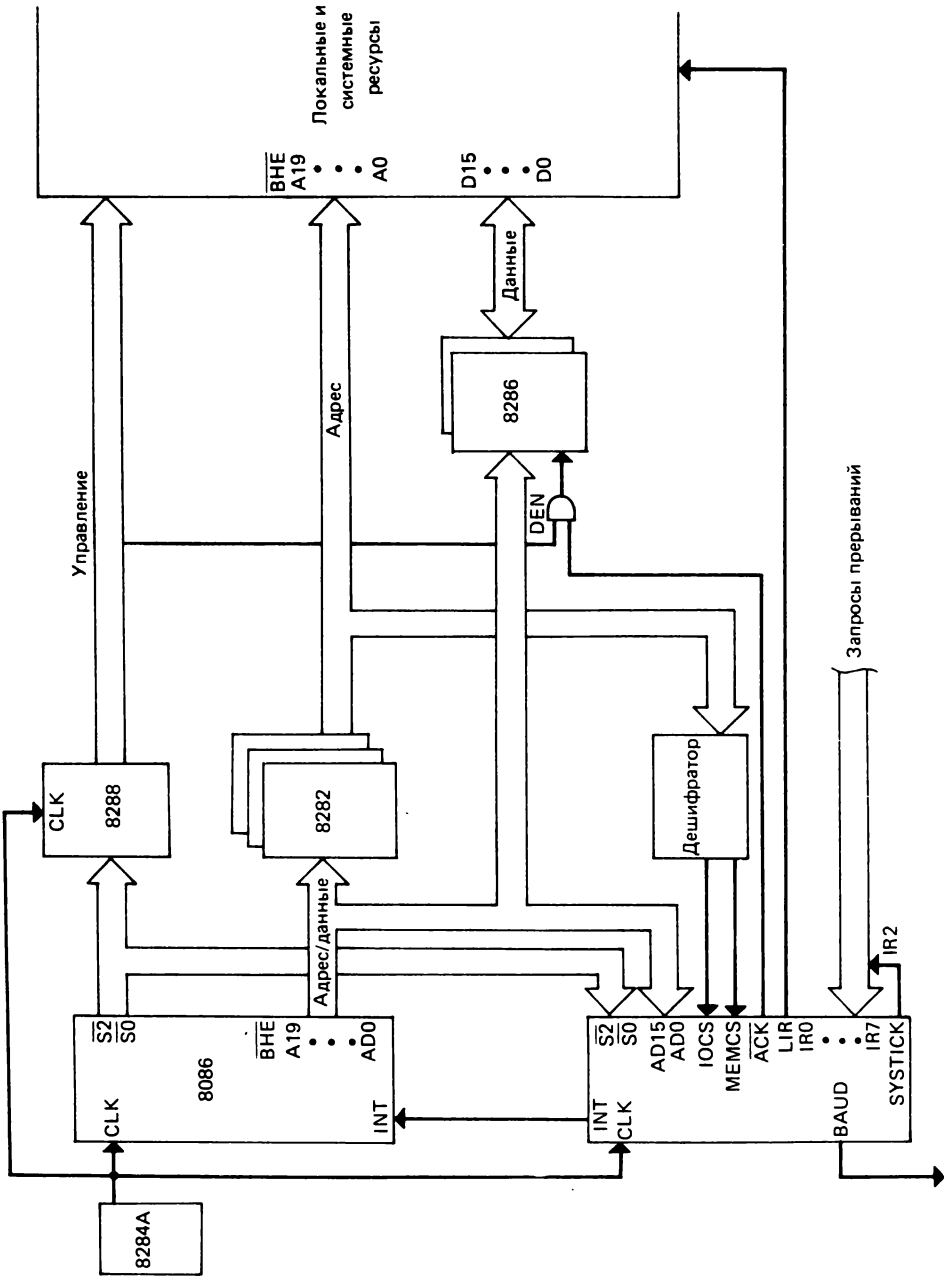 8284A
CLK
8086
S2
S0
BHE
A19
AD0
INT
CLK
8288
Управление
Адрес/данные
8282
Адрес
8286
DEN
Данные
BHE
A19
A0
D15
D0
Локальные и
системные
ресурсы
INT
CLK
S2
S0
AD15
AD0
IOCS
MEMCS
ACK
LIR
IR0
IR7
SYSTICK
BAUD
IR2
Дешифратор
Запросы прерываний